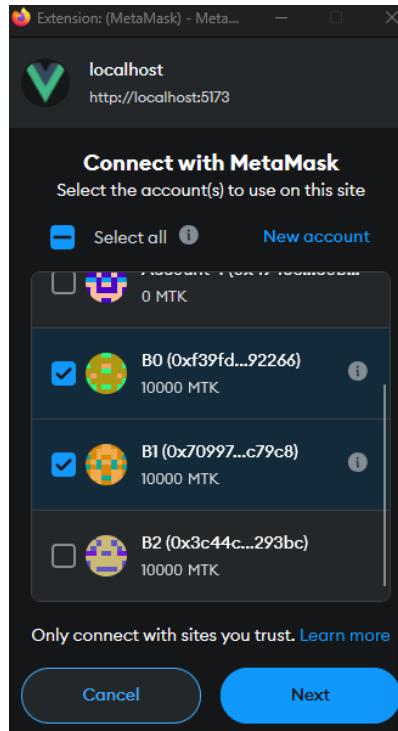 Extension: (MetaMask) - Meta...
localhost
http://localhost:5173
Connect with MetaMask
Select the account(s) to use on this site
Select all
New account
0 MTK
B0 (0xf39fd...92266)
10000 MTK
B1 (0x70997...c79c8)
10000 MTK
B2 (0x3c44c...293bc)
10000 MTK
Only connect with sites you trust. Learn more
Cancel
Next